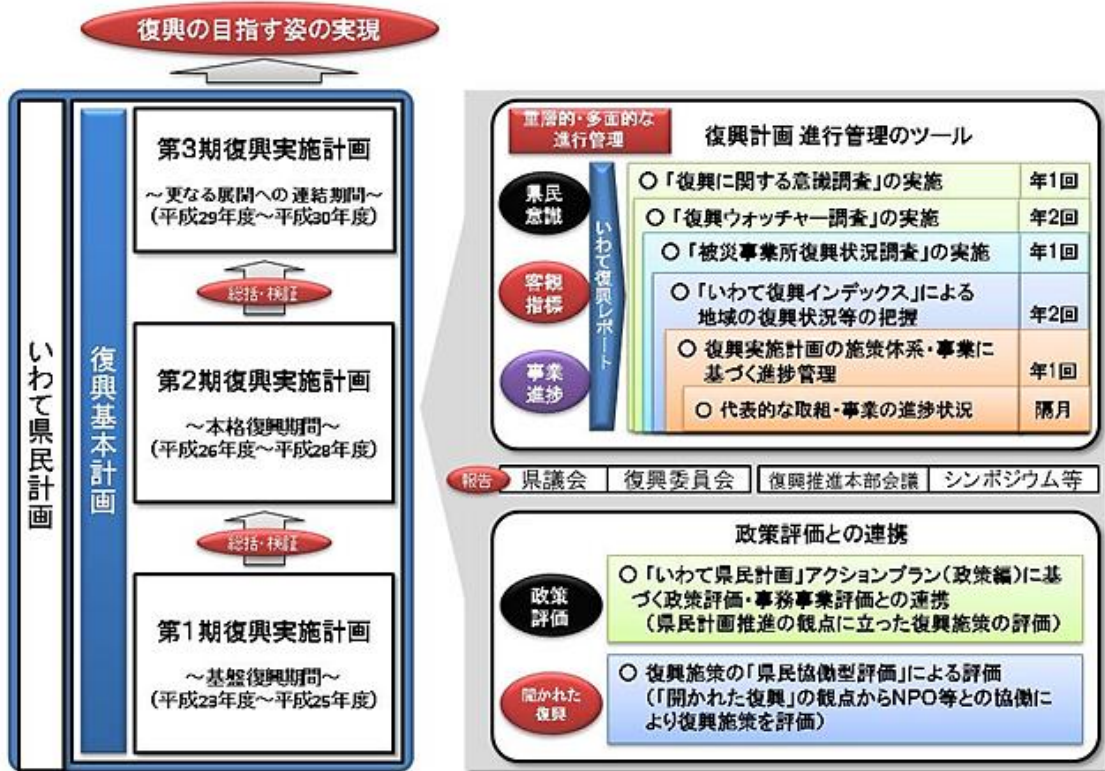 復興の目指す姿の実現
いわて県民計画
復興基本計画
第3期復興実施計画
～更なる展開への連結期間～
(平成29年度～平成30年度)
総括・検証
第2期復興実施計画
～本格復興期間～
(平成26年度～平成28年度)
総括・検証
第1期復興実施計画
～基盤復興期間～
(平成23年度～平成25年度)
重層的・多面的な
進行管理
復興計画 進行管理のツール
県民
意識
客観
指標
事業
進捗
いわて復興レポート
○「復興に関する意識調査」の実施 年1回
○「復興ウォッチャー調査」の実施 年2回
○「被災事業所復興状況調査」の実施 年1回
○「いわて復興インデックス」による
地域の復興状況等の把握 年2回
○ 復興実施計画の施策体系・事業に
基づく進捗管理 年1回
○ 代表的な取組・事業の進捗状況 隔月
報告 県議会 復興委員会 復興推進本部会議 シンポジウム等
政策評価との連携
政策
評価
○「いわて県民計画」アクションプラン(政策編)に基
づく政策評価・事務事業評価との連携
(県民計画推進の観点に立った復興施策の評価)
開かれた
復興
○ 復興施策の「県民協働型評価」による評価
(「開かれた復興」の観点からNPO等との協働に
より復興施策を評価)